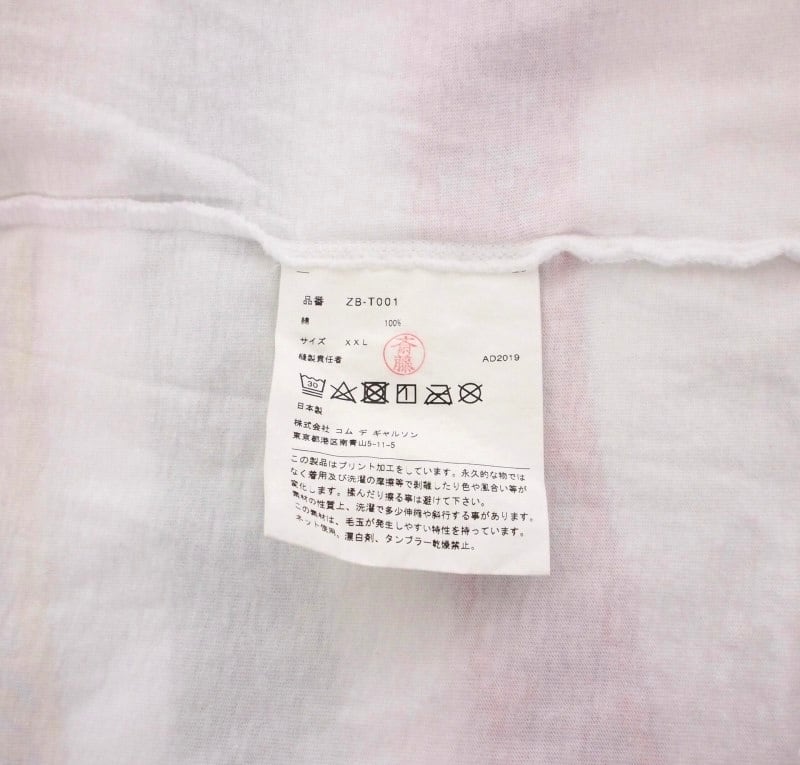 品番 ZB-T001
綿 100%
サイズ XXL
斎藤
縫製責任者 AD2019
30
日本製
株式会社 コム デ ギャルソン
東京都港区南青山5-11-5
この製品はプリント加工をしています。永久的な物では
なく着用及び洗濯の摩擦等で剥離したり色や風合い等が
変化します。揉んだり擦る事は避けて下さい。
素材の性質上、洗濯で多少伸縮や斜行する事があります。
この素材は、毛玉が発生しやすい特性を持っています。
ネット使用。漂白剤、タンブラー乾燥禁止。